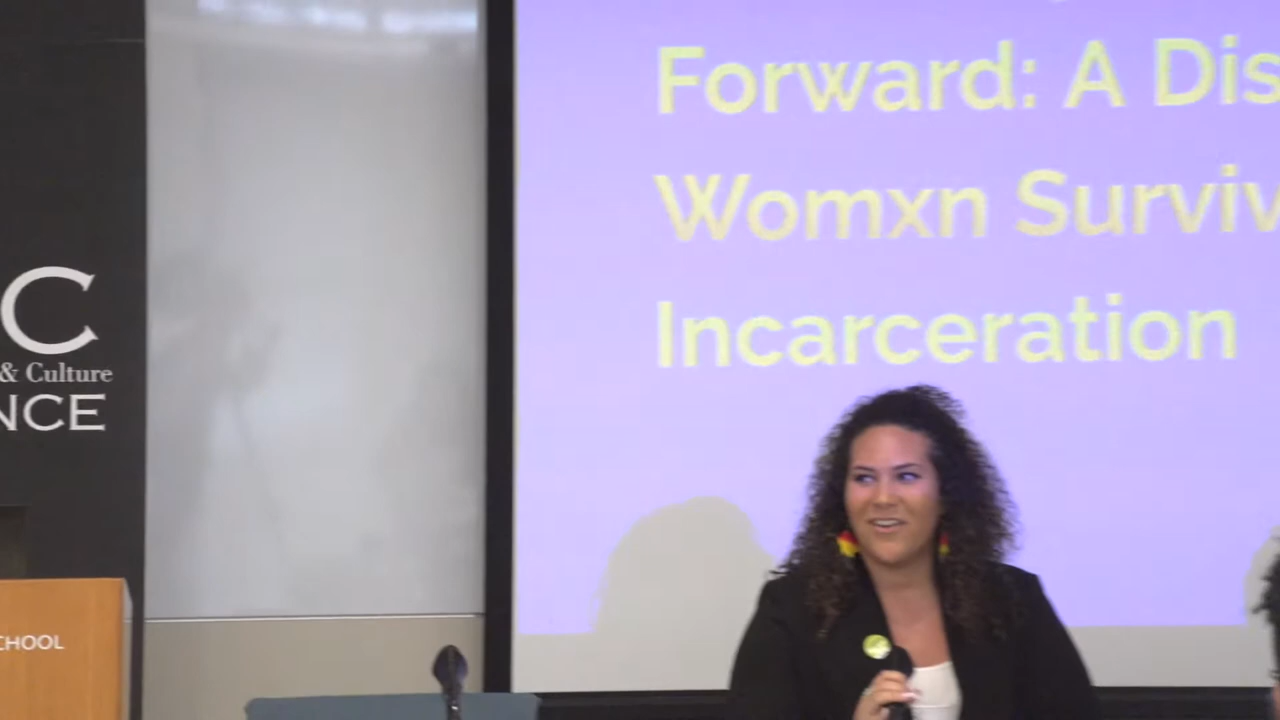 C
& Culture
NCE
CHOOL
Forward: A Dis
Womxn Surviv
Incarceration